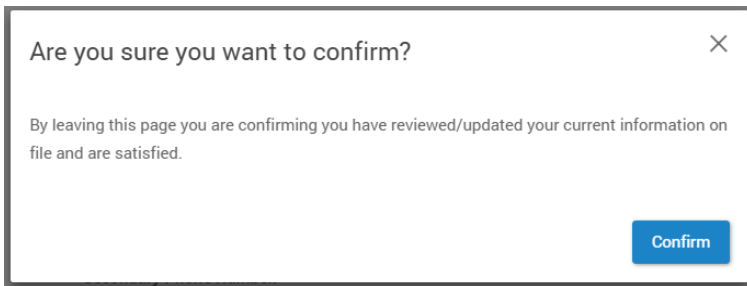 Are you sure you want to confirm?
By leaving this page you are confirming you have reviewed/updated your current information on
file and are satisfied.
Confirm